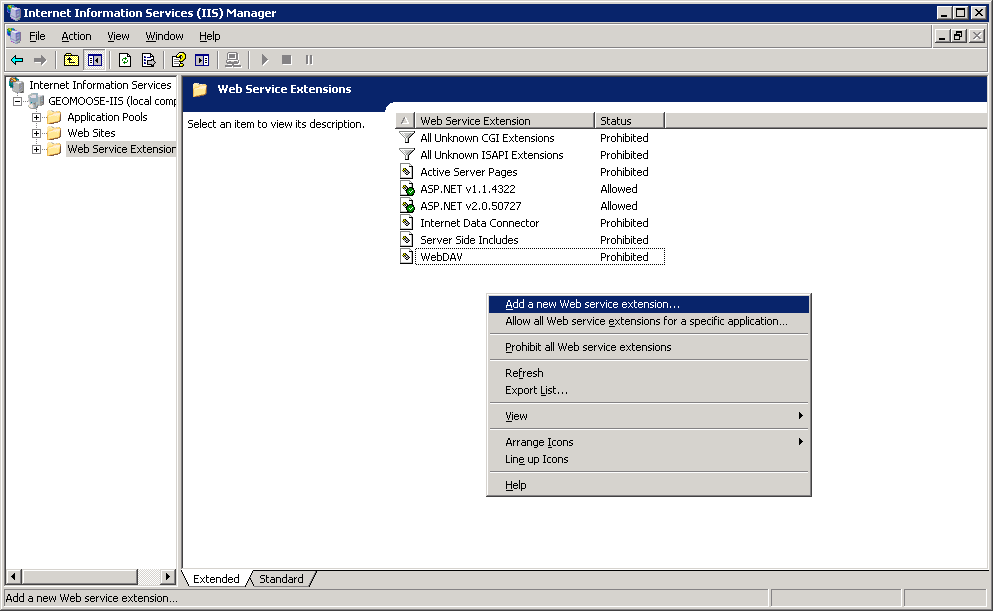 Internet Information Services (IIS) Manager
File Action View Window Help
Internet Information Services
GEOMOOSE-IIS (local comp
Application Pools
Web Sites
Web Service Extension
Web Service Extensions
Select an item to view its description.
Web Service Extension Status
All Unknown CGI Extensions Prohibited
All Unknown ISAPI Extensions Prohibited
Active Server Pages Prohibited
ASP.NET v1.1.4322 Allowed
ASP.NET v2.0.50727 Allowed
Internet Data Connector Prohibited
Server Side Includes Prohibited
WebDAV Prohibited
Add a new Web service extension...
Allow all Web service extensions for a specific application...
Prohibit all Web service extensions
Refresh
Export List...
View
Arrange Icons
Line up Icons
Help
Extended Standard
Add a new Web service extension...